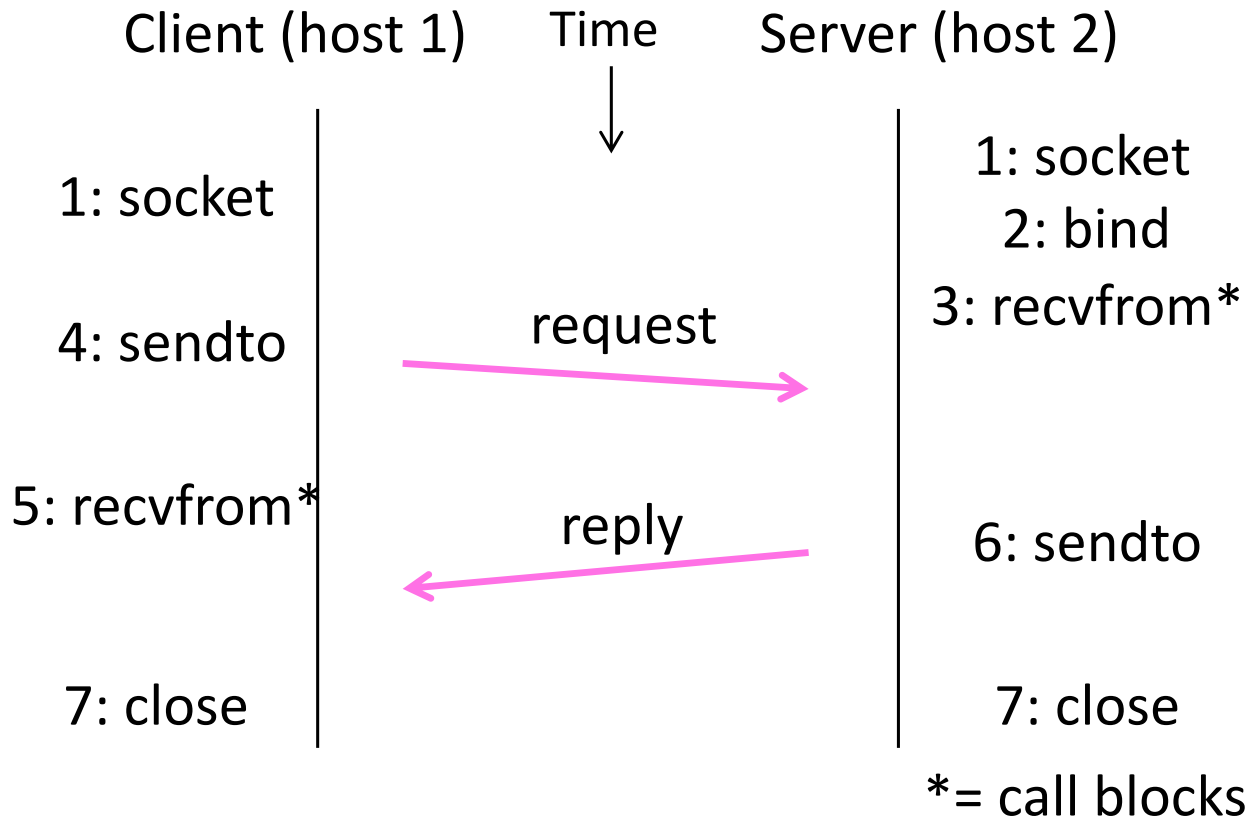 Client (host 1)
Time
Server (host 2)
1: socket
1: socket
2: bind
3: recvfrom*
4: sendto
request
5: recvfrom*
reply
6: sendto
7: close
7: close
*= call blocks